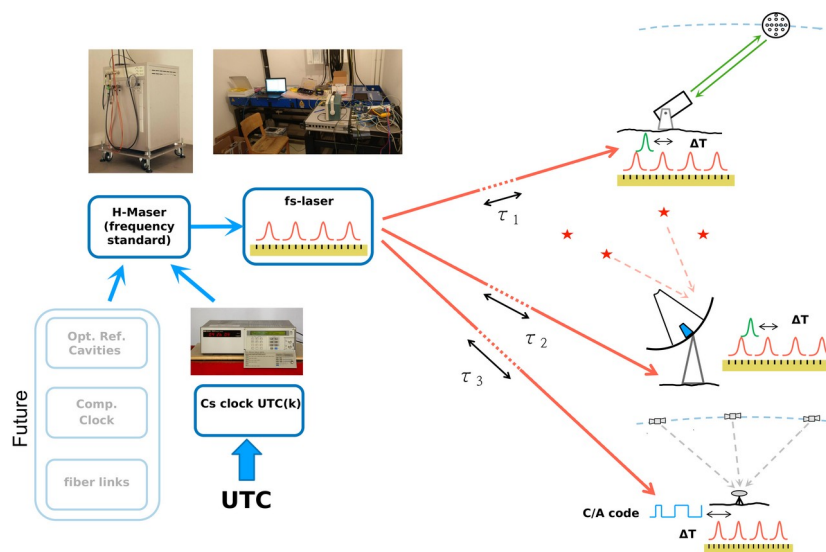 H-Maser
(frequency
standard)
fs-laser
Opt. Ref.
Cavities
Comp.
Clock
fiber links
Future
Cs clock UTC(k)
UTC
τ 1
τ 2
τ 3
ΔT
ΔT
C/A code
ΔT